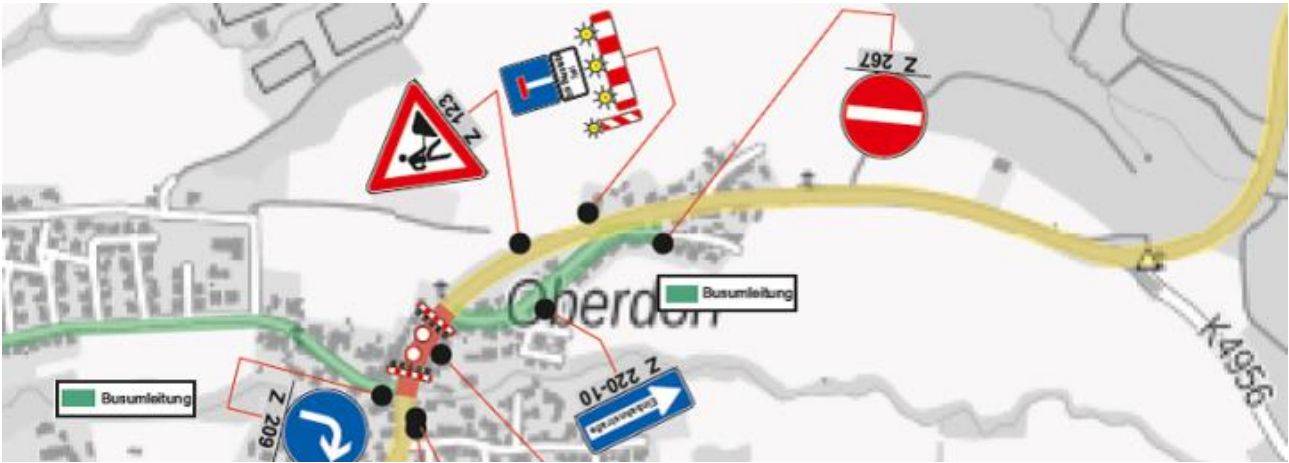 Z 123
Z 267
Oberdorf
Busumleitung
K4956
Z 220-10
Einbahnstraße
Busumleitung
Z 209